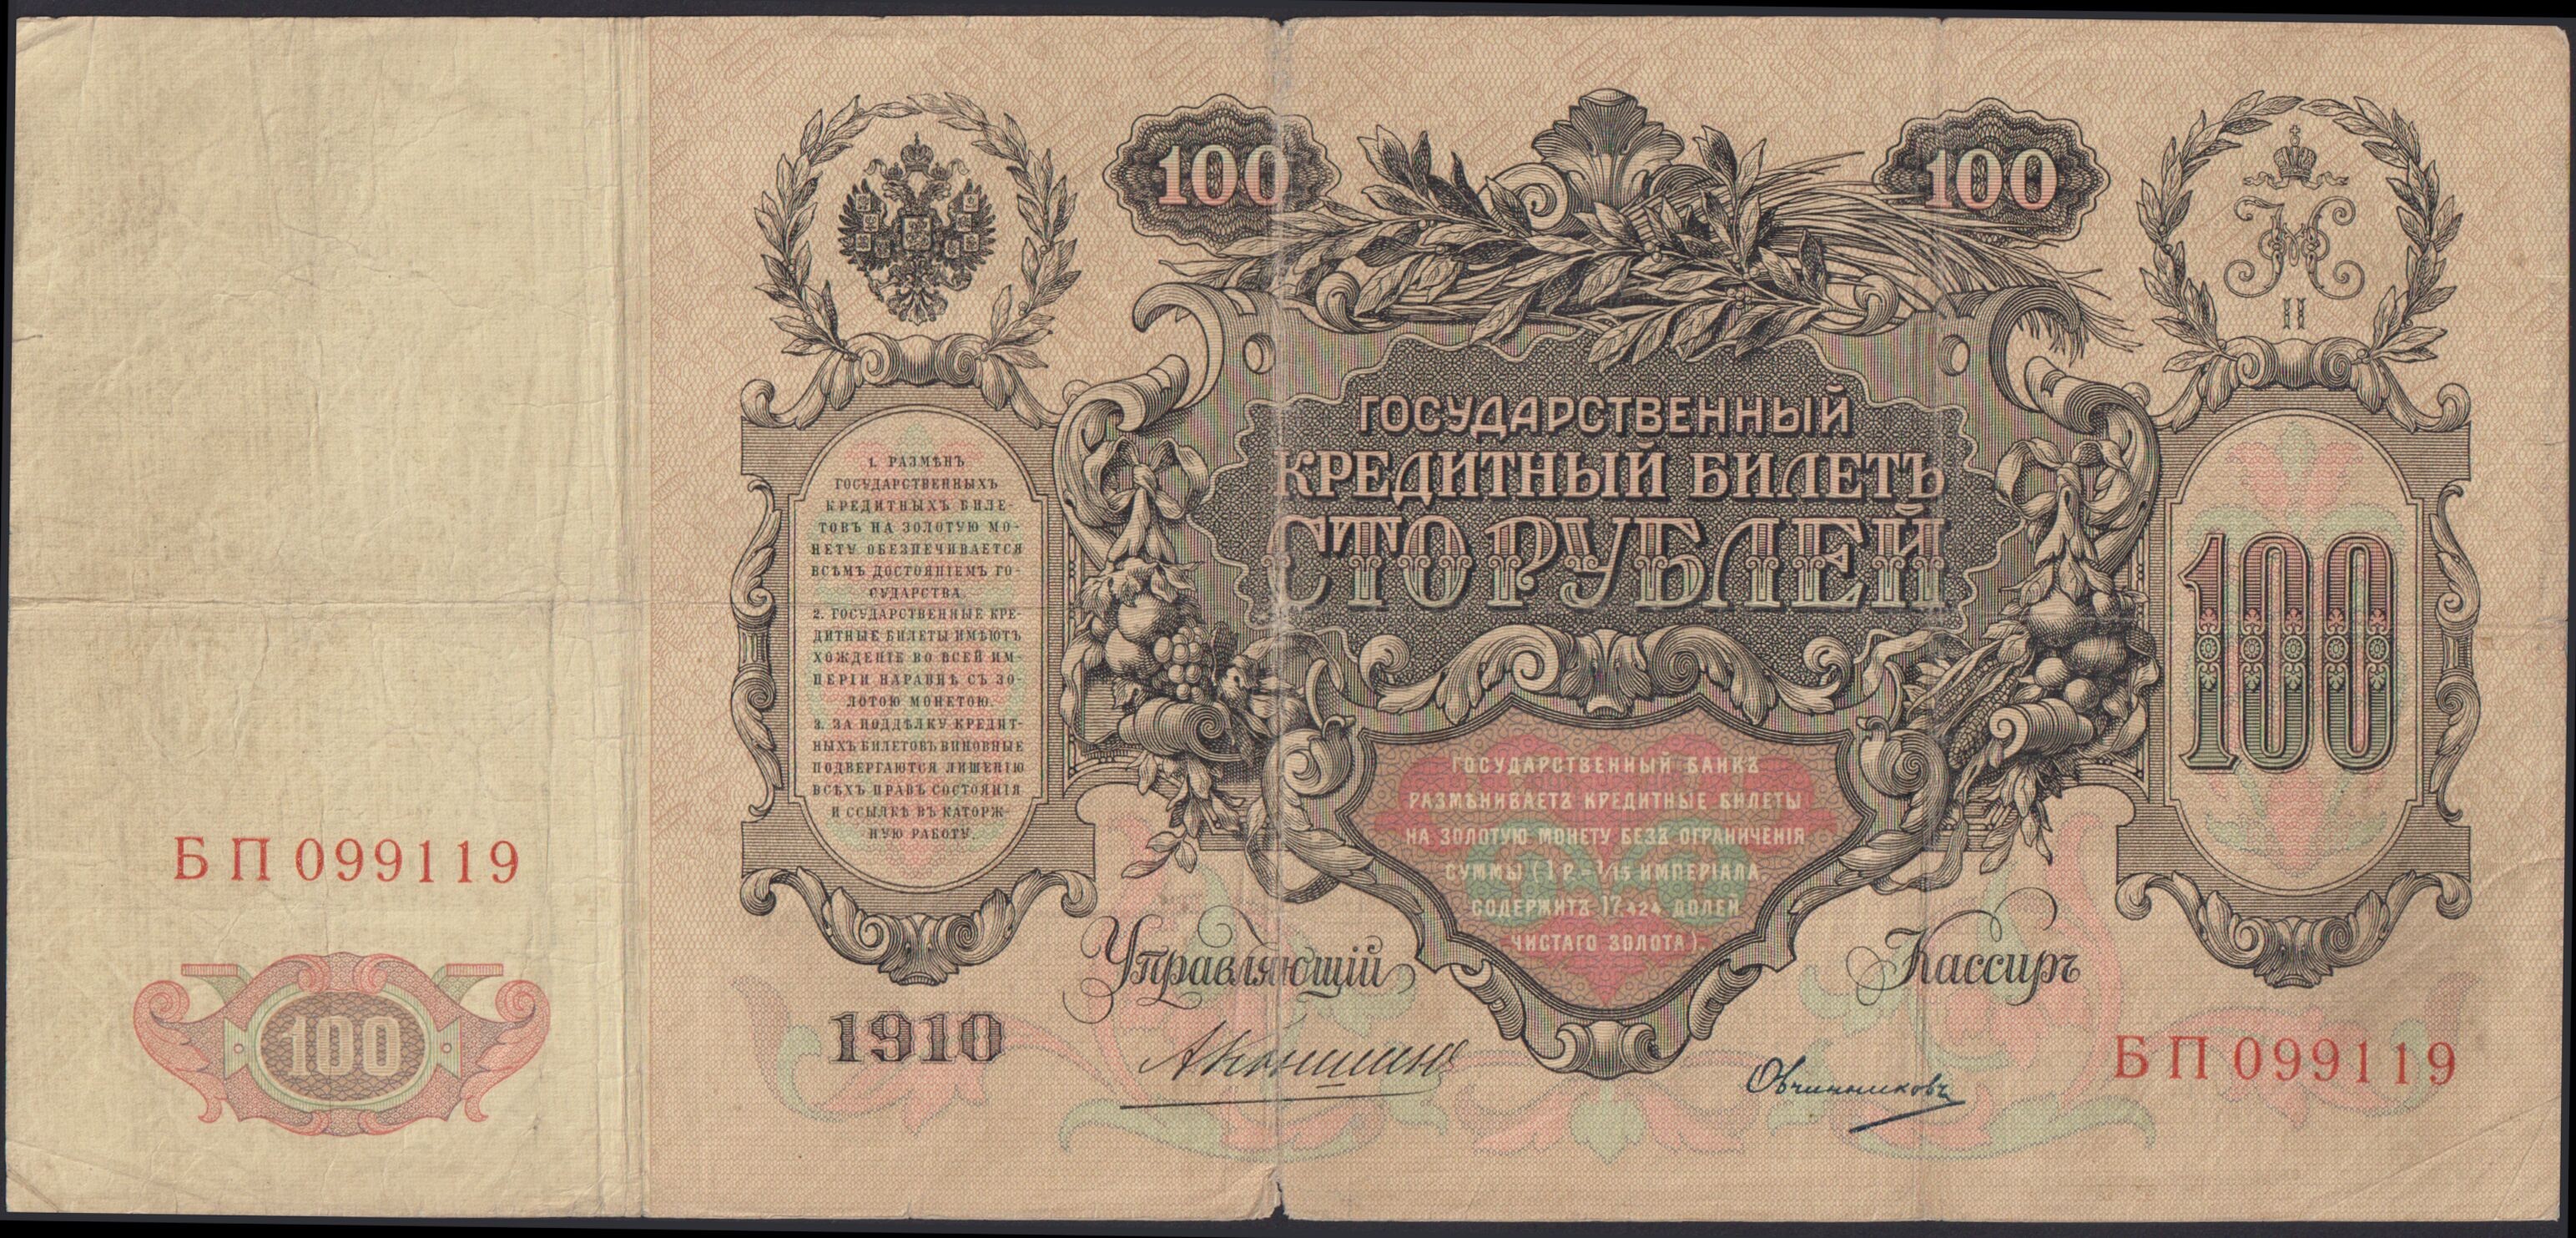 100
100
II
ГОСУДАРСТВЕННЫЙ
КРЕДИТНЫЙ БИЛЕТЪ
СТО РУБЛЕЙ
1. РАЗМѢНЪ
ГОСУДАРСТВЕННЫХЪ
КРЕДИТНЫХЪ БИЛЕ-
ТОВЪ НА ЗОЛОТУЮ МО-
НЕТУ ОБЕЗПЕЧИВАЕТСЯ
ВСѢМЪ ДОСТОЯНІЕМЪ ГО-
СУДАРСТВА.
2. ГОСУДАРСТВЕННЫЕ КРЕ-
ДИТНЫЕ БИЛЕТЫ ИМѢЮТЪ
ХОЖДЕНІЕ ВО ВСЕЙ ИМ-
ПЕРІИ НАРАВНѢ СЪ ЗО-
ЛОТОЮ МОНЕТОЮ.
3. ЗА ПОДДѢЛКУ КРЕДИТ-
НЫХЪ БИЛЕТОВЪ ВИНОВНЫЕ
ПОДВЕРГАЮТСЯ ЛИШЕНІЮ
ВСѢХЪ ПРАВЪ СОСТОЯНІЯ
И ССЫЛКѢ ВЪ КАТОРЖ-
НУЮ РАБОТУ.
100
ГОСУДАРСТВЕННЫЙ БАНКЪ
РАЗМѢНИВАЕТЪ КРЕДИТНЫЕ БИЛЕТЫ
НА ЗОЛОТУЮ МОНЕТУ БЕЗЪ ОГРАНИЧЕНІЯ
СУММЫ (1 Р.=1/15 ИМПЕРІАЛА,
СОДЕРЖИТЪ 17,424 ДОЛЕЙ
ЧИСТАГО ЗОЛОТА).
БП 099119
100
1910
Управляющій
АКоншинъ
Кассиръ
Овчинниковъ
БП 099119